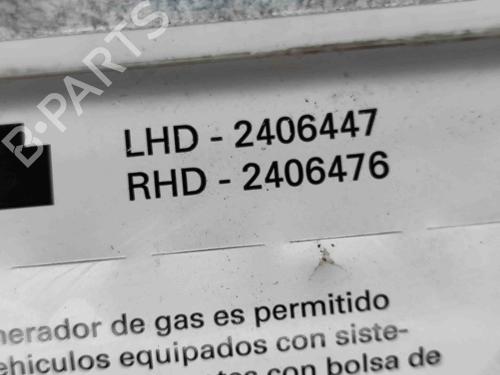 B-PARTS
LHD - 2406447
RHD - 2406476
nerador de gas es permitido
ehiculos equipados con siste-
con bolsa de